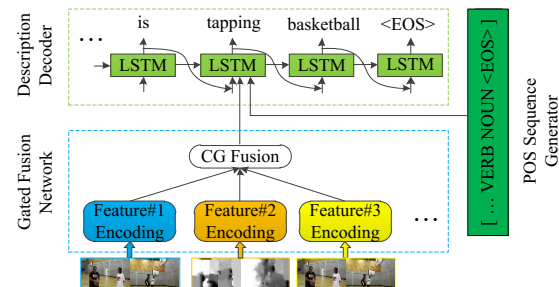 Description
Decoder
...
is
tapping
basketball
<EOS>
LSTM
LSTM
LSTM
LSTM
Gated Fusion
Network
CG Fusion
Feature#1
Encoding
Feature#2
Encoding
Feature#3
Encoding
...
[ ... VERB NOUN <EOS> ]
POS Sequence
Generator